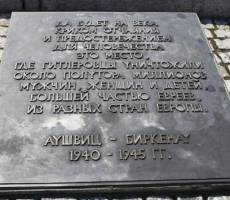 ДА БУДЕТ НА ВЕКА
КРИКОМ ОТЧАЯНИЯ
И ПРЕДОСТЕРЕЖЕНИЕМ
ДЛЯ ЧЕЛОВЕЧЕСТВА
ЭТО МЕСТО
ГДЕ ГИТЛЕРОВЦЫ УНИЧТОЖИЛИ
ОКОЛО ПОЛУТОРА МИЛЛИОНОВ
МУЖЧИН, ЖЕНЩИН И ДЕТЕЙ
БОЛЬШЕЙ ЧАСТЬЮ ЕВРЕЕВ
ИЗ РАЗНЫХ СТРАН ЕВРОПЫ.
АУШВИЦ - БИРКЕНАУ
1940 - 1945 ГГ.